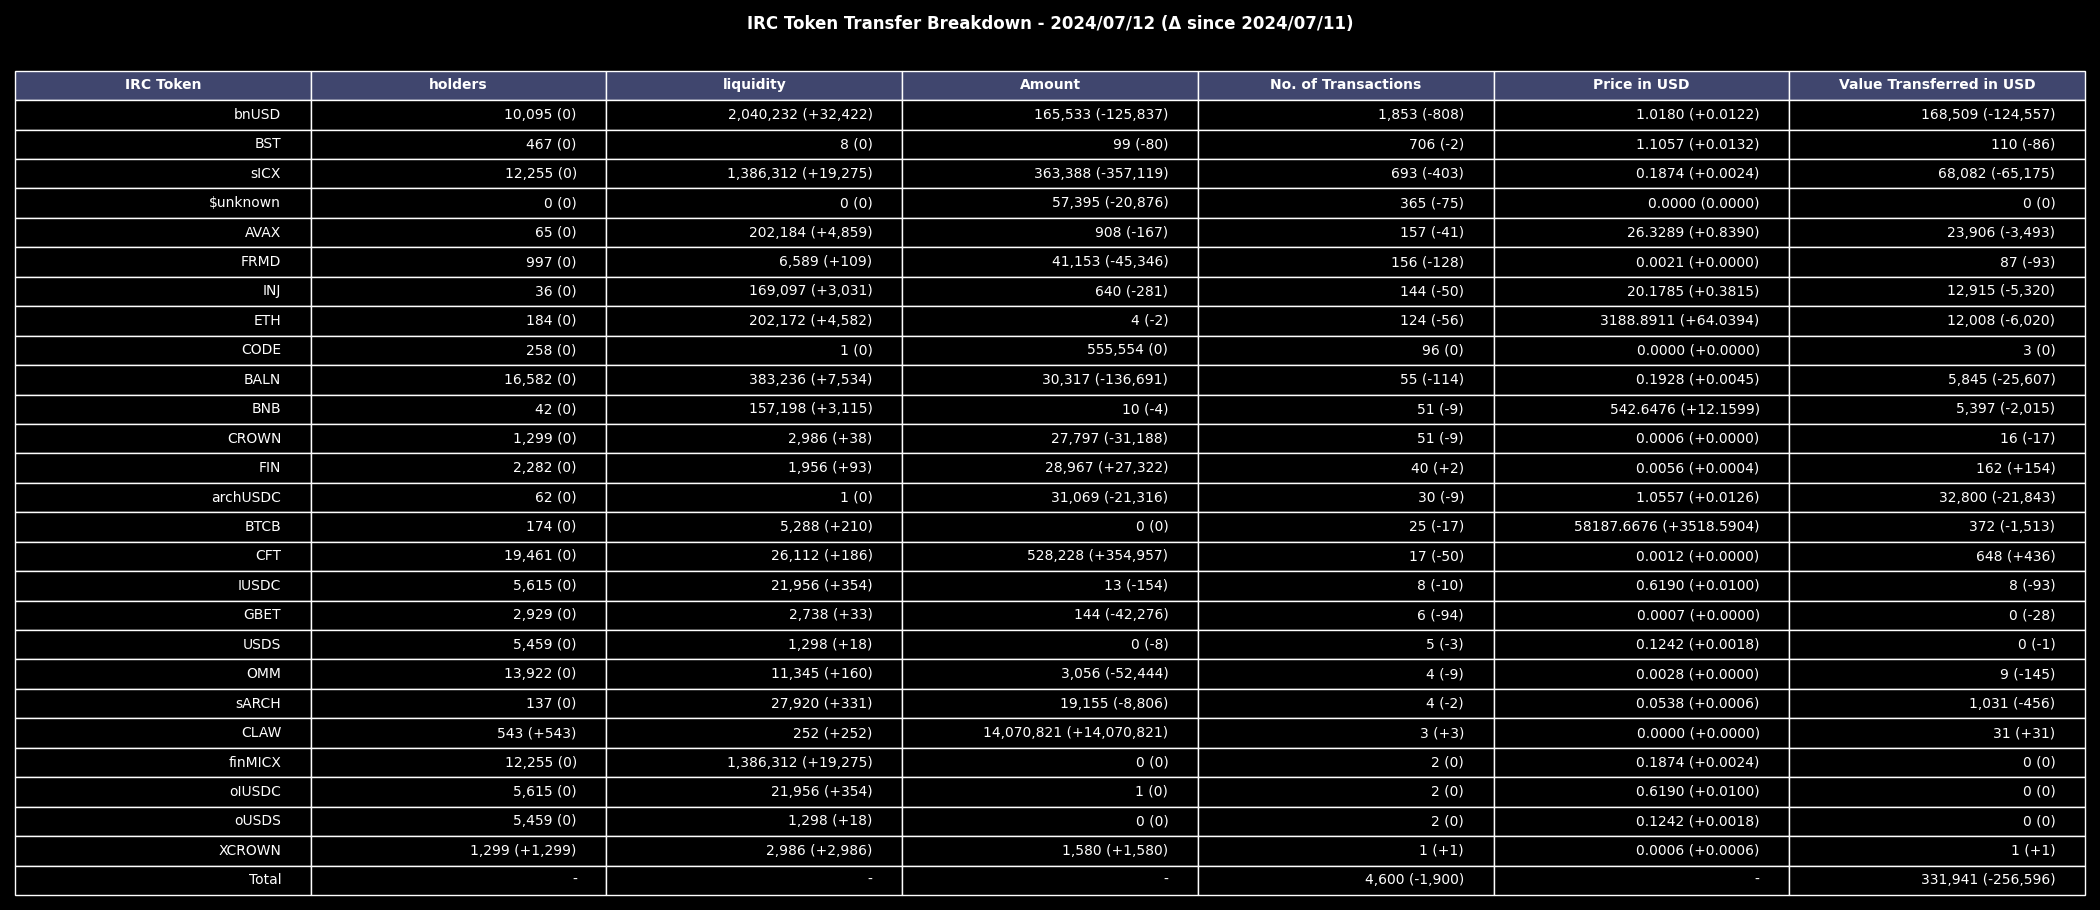 IRC Token Transfer Breakdown - 2024/07/12 (Δ since 2024/07/11)
IRC Token holders liquidity Amount No. of Transactions Price in USD Value Transferred in USD
bnUSD 10,095 (0) 2,040,232 (+32,422) 165,533 (-125,837) 1,853 (-808) 1.0180 (+0.0122) 168,509 (-124,557)
BST 467 (0) 8 (0) 99 (-80) 706 (-2) 1.1057 (+0.0132) 110 (-86)
sICX 12,255 (0) 1,386,312 (+19,275) 363,388 (-357,119) 693 (-403) 0.1874 (+0.0024) 68,082 (-65,175)
$unknown 0 (0) 0 (0) 57,395 (-20,876) 365 (-75) 0.0000 (0.0000) 0 (0)
AVAX 65 (0) 202,184 (+4,859) 908 (-167) 157 (-41) 26.3289 (+0.8390) 23,906 (-3,493)
FRMD 997 (0) 6,589 (+109) 41,153 (-45,346) 156 (-128) 0.0021 (+0.0000) 87 (-93)
INJ 36 (0) 169,097 (+3,031) 640 (-281) 144 (-50) 20.1785 (+0.3815) 12,915 (-5,320)
ETH 184 (0) 202,172 (+4,582) 4 (-2) 124 (-56) 3188.8911 (+64.0394) 12,008 (-6,020)
CODE 258 (0) 1 (0) 555,554 (0) 96 (0) 0.0000 (+0.0000) 3 (0)
BALN 16,582 (0) 383,236 (+7,534) 30,317 (-136,691) 55 (-114) 0.1928 (+0.0045) 5,845 (-25,607)
BNB 42 (0) 157,198 (+3,115) 10 (-4) 51 (-9) 542.6476 (+12.1599) 5,397 (-2,015)
CROWN 1,299 (0) 2,986 (+38) 27,797 (-31,188) 51 (-9) 0.0006 (+0.0000) 16 (-17)
FIN 2,282 (0) 1,956 (+93) 28,967 (+27,322) 40 (+2) 0.0056 (+0.0004) 162 (+154)
archUSDC 62 (0) 1 (0) 31,069 (-21,316) 30 (-9) 1.0557 (+0.0126) 32,800 (-21,843)
BTCB 174 (0) 5,288 (+210) 0 (0) 25 (-17) 58187.6676 (+3518.5904) 372 (-1,513)
CFT 19,461 (0) 26,112 (+186) 528,228 (+354,957) 17 (-50) 0.0012 (+0.0000) 648 (+436)
IUSDC 5,615 (0) 21,956 (+354) 13 (-154) 8 (-10) 0.6190 (+0.0100) 8 (-93)
GBET 2,929 (0) 2,738 (+33) 144 (-42,276) 6 (-94) 0.0007 (+0.0000) 0 (-28)
USDS 5,459 (0) 1,298 (+18) 0 (-8) 5 (-3) 0.1242 (+0.0018) 0 (-1)
OMM 13,922 (0) 11,345 (+160) 3,056 (-52,444) 4 (-9) 0.0028 (+0.0000) 9 (-145)
sARCH 137 (0) 27,920 (+331) 19,155 (-8,806) 4 (-2) 0.0538 (+0.0006) 1,031 (-456)
CLAW 543 (+543) 252 (+252) 14,070,821 (+14,070,821) 3 (+3) 0.0000 (+0.0000) 31 (+31)
finMICX 12,255 (0) 1,386,312 (+19,275) 0 (0) 2 (0) 0.1874 (+0.0024) 0 (0)
oIUSDC 5,615 (0) 21,956 (+354) 1 (0) 2 (0) 0.6190 (+0.0100) 0 (0)
oUSDS 5,459 (0) 1,298 (+18) 0 (0) 2 (0) 0.1242 (+0.0018) 0 (0)
XCROWN 1,299 (+1,299) 2,986 (+2,986) 1,580 (+1,580) 1 (+1) 0.0006 (+0.0006) 1 (+1)
Total - - - 4,600 (-1,900) - 331,941 (-256,596)